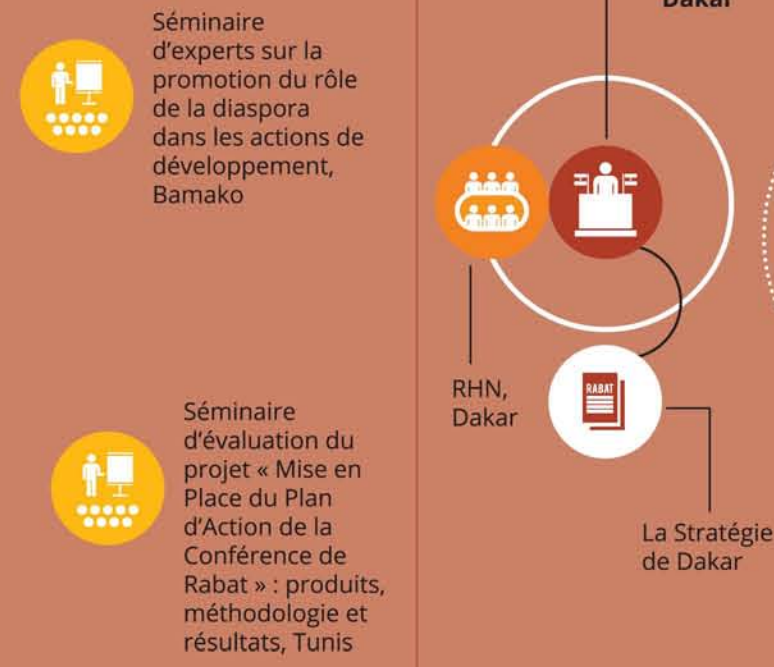 Séminaire
d'experts sur la
promotion du rôle
de la diaspora
dans les actions de
développement,
Bamako
Séminaire
d'évaluation du
projet « Mise en
Place du Plan
d'Action de la
Conférence de
Rabat » : produits,
méthodologie et
résultats, Tunis
Dakar
RHN,
Dakar
RABAT
La Stratégie
de Dakar